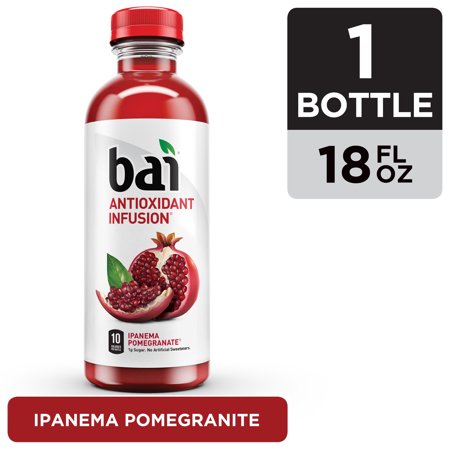 bai
ANTIOXIDANT
INFUSION®
10
IPANEMA
POMEGRANATE
1g Sugar. No Artificial Sweeteners.
1
BOTTLE
18 FL OZ
IPANEMA POMEGRANITE